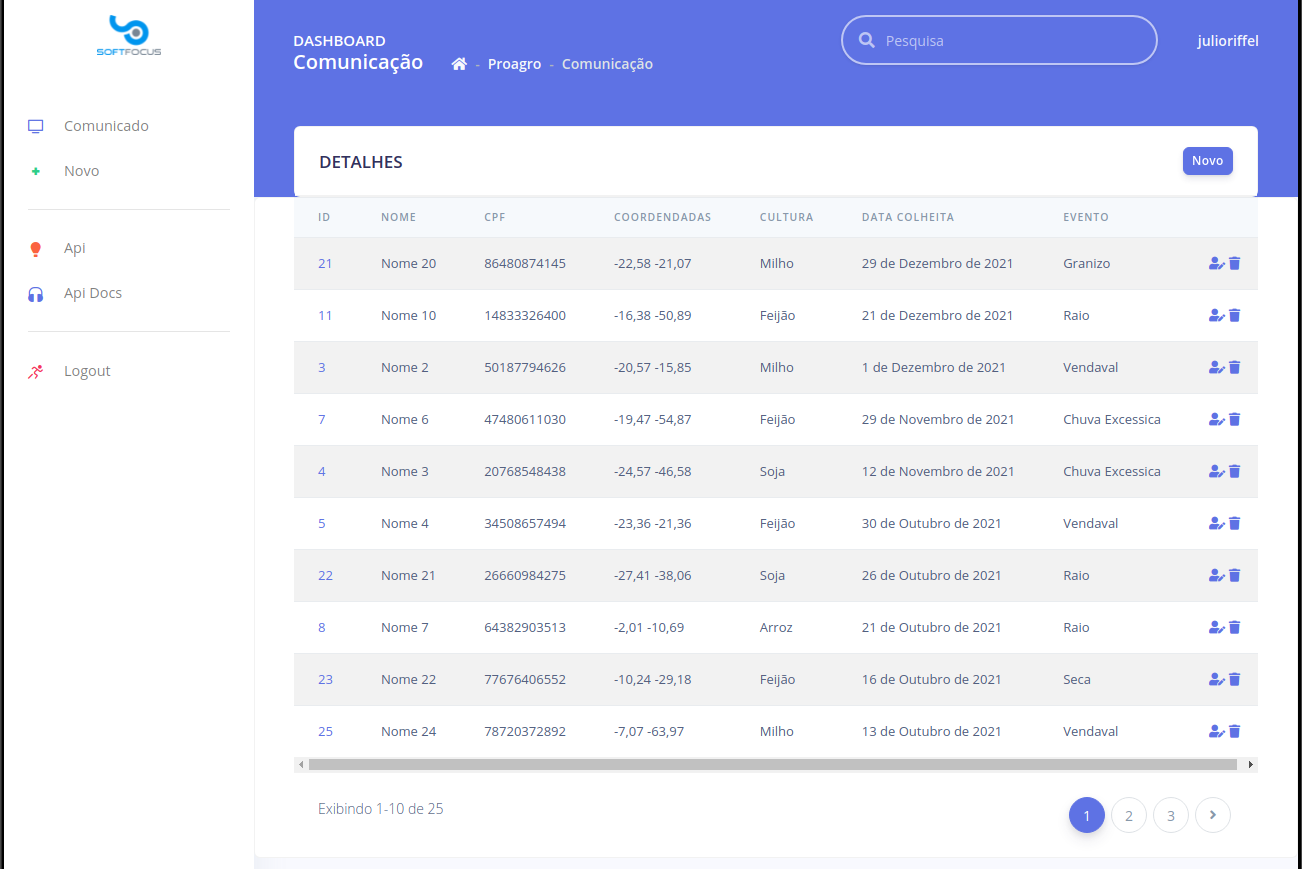 SOFTFOCUS
Comunicado
Novo
Api
Api Docs
Logout
DASHBOARD
Comunicação
- Proagro - Comunicação
Pesquisa
julioriffel
DETALHES
Novo
ID NOME CPF COORDENDADAS CULTURA DATA COLHEITA EVENTO
21 Nome 20 86480874145 -22,58 -21,07 Milho 29 de Dezembro de 2021 Granizo
11 Nome 10 14833326400 -16,38 -50,89 Feijão 21 de Dezembro de 2021 Raio
3 Nome 2 50187794626 -20,57 -15,85 Milho 1 de Dezembro de 2021 Vendaval
7 Nome 6 47480611030 -19,47 -54,87 Feijão 29 de Novembro de 2021 Chuva Excessica
4 Nome 3 20768548438 -24,57 -46,58 Soja 12 de Novembro de 2021 Chuva Excessica
5 Nome 4 34508657494 -23,36 -21,36 Feijão 30 de Outubro de 2021 Vendaval
22 Nome 21 26660984275 -27,41 -38,06 Soja 26 de Outubro de 2021 Raio
8 Nome 7 64382903513 -2,01 -10,69 Arroz 21 de Outubro de 2021 Raio
23 Nome 22 77676406552 -10,24 -29,18 Feijão 16 de Outubro de 2021 Seca
25 Nome 24 78720372892 -7,07 -63,97 Milho 13 de Outubro de 2021 Vendaval
Exibindo 1-10 de 25
1 2 3